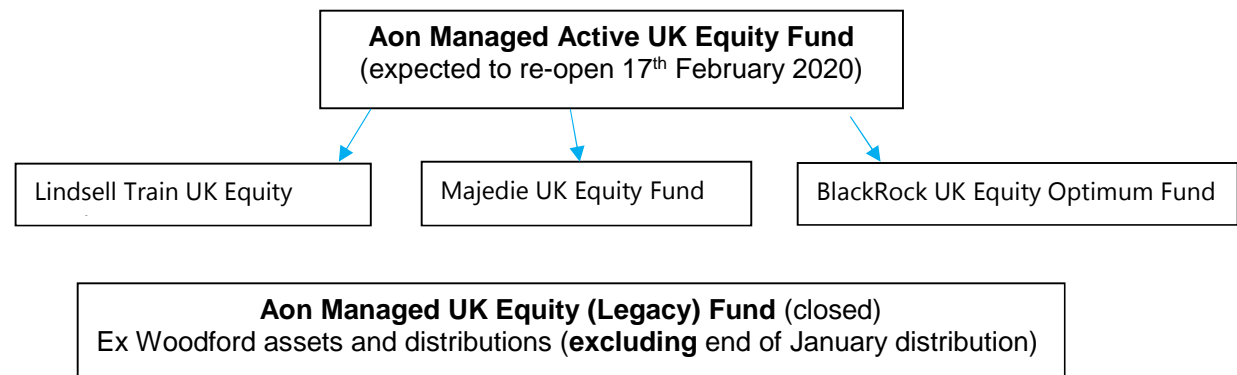 Aon Managed Active UK Equity Fund
(expected to re-open 17th February 2020)
Lindsell Train UK Equity
Majedie UK Equity Fund
BlackRock UK Equity Optimum Fund
Aon Managed UK Equity (Legacy) Fund (closed)
Ex Woodford assets and distributions (excluding end of January distribution)